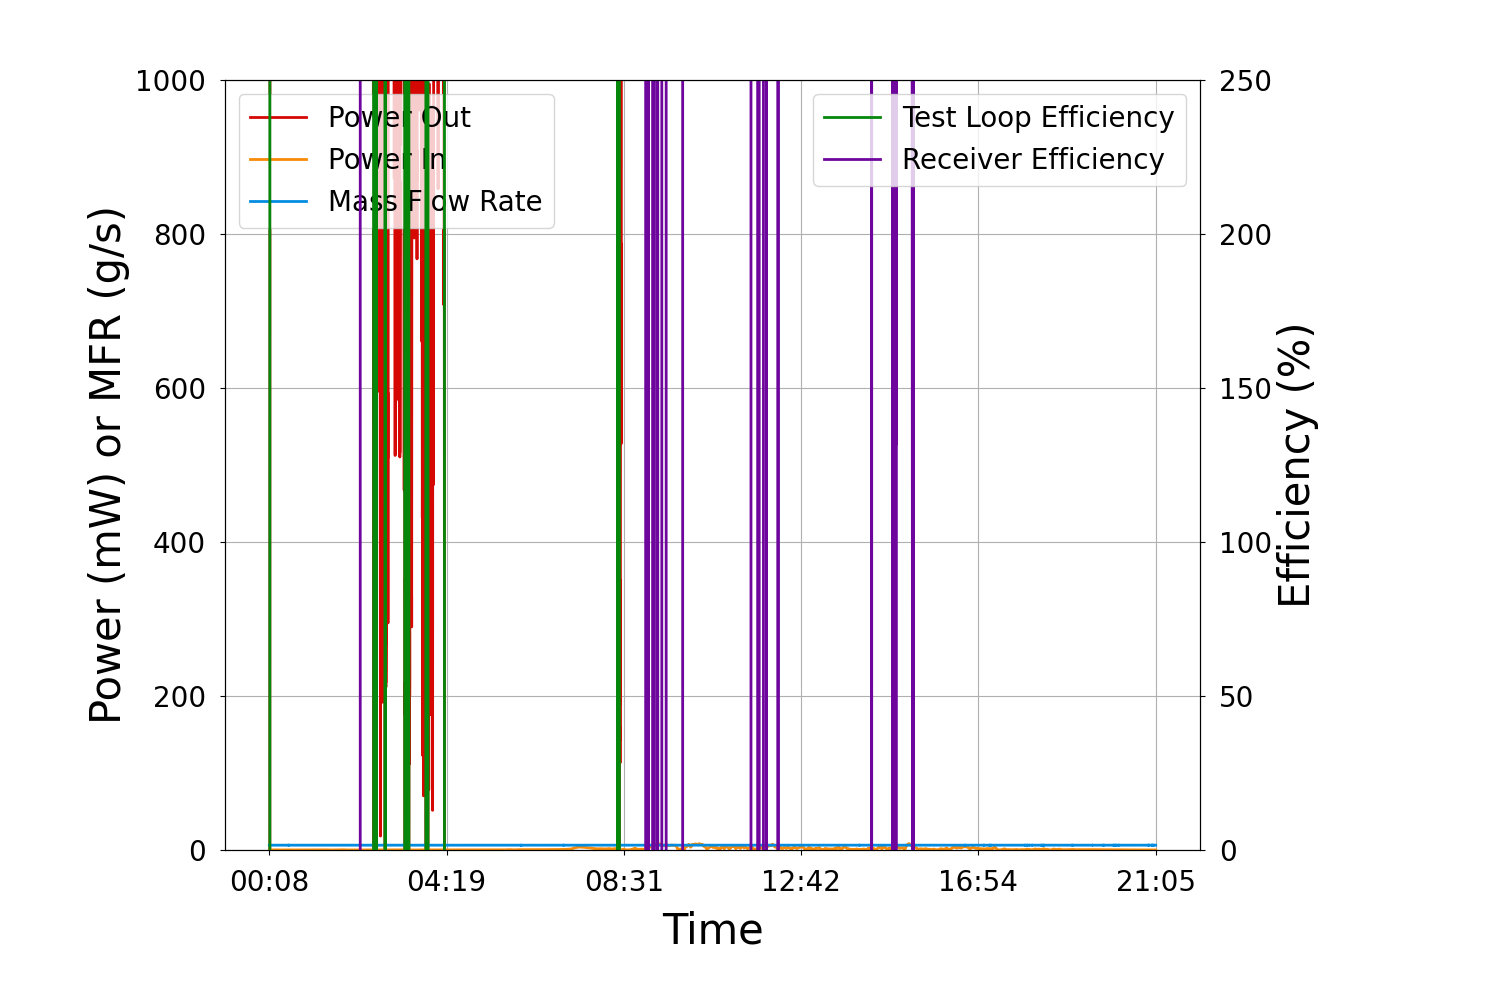 1000
800
600
400
200
0
Power (mW) or MFR (g/s)
Power Out
Power In
Mass Flow Rate
Test Loop Efficiency
Receiver Efficiency
250
200
150
100
50
0
Efficiency (%)
00:08 04:19 08:31 12:42 16:54 21:05
Time